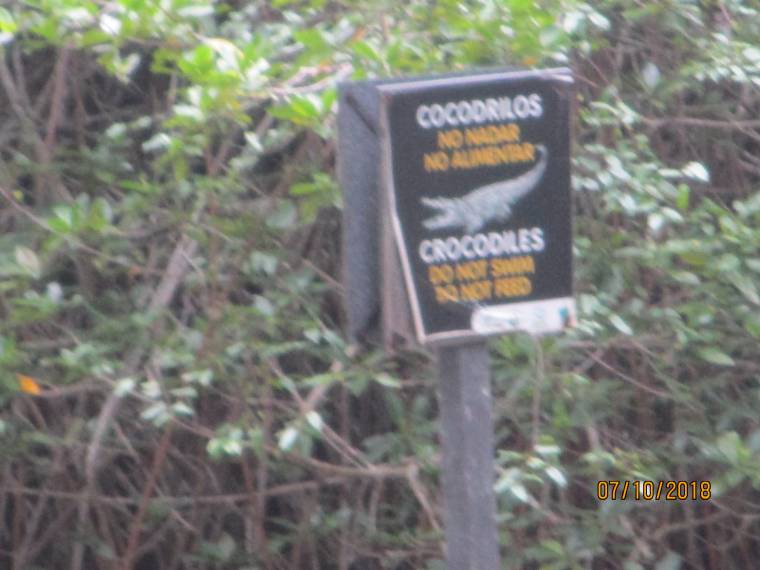 COCODRILOS
NO NADAR
NO ALIMENTAR
CROCODILES
DO NOT SWIM
DO NOT FEED
07/10/2018